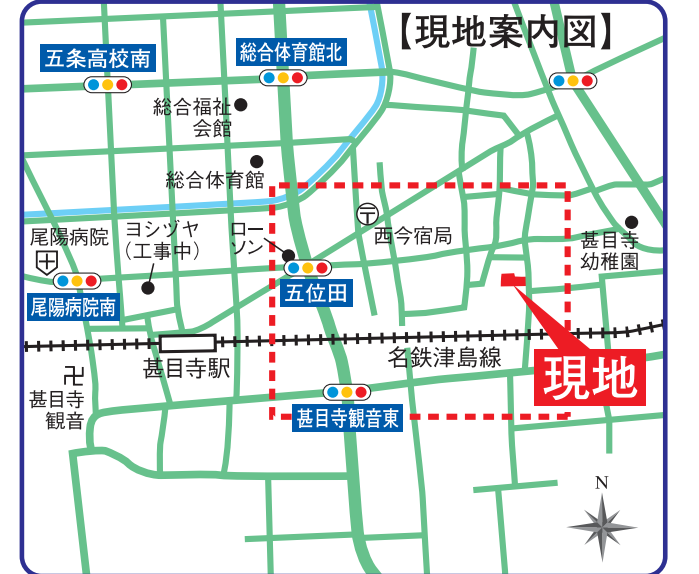 【現地案内図】
五条高校南
総合体育館北
総合福祉
会館
総合体育館
尾陽病院
ヨシヅヤ
（工事中）
ロー
ソン
〒
西今宿局
甚目寺
幼稚園
尾陽病院南
五位田
甚目寺駅
名鉄津島線
現地
卍
甚目寺
観音
甚目寺観音東
N